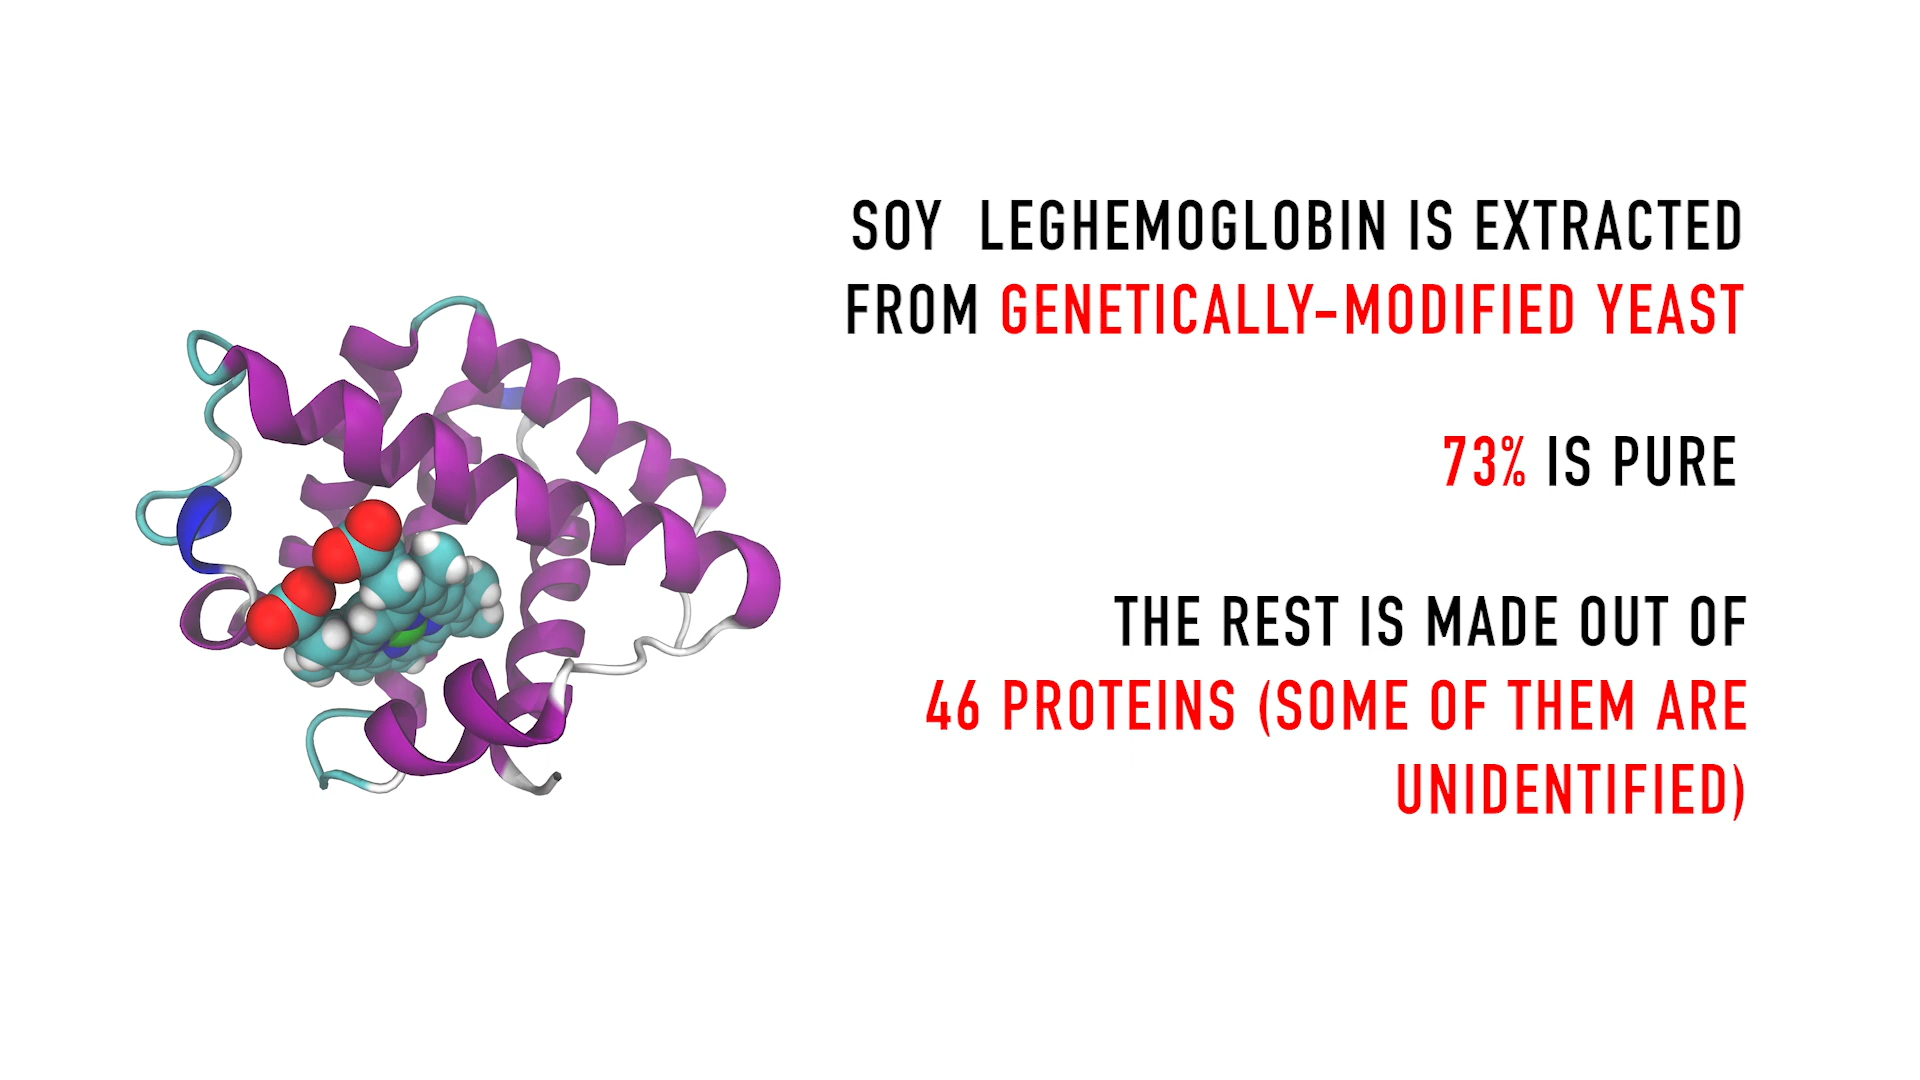 SOY LEGHEMOGLOBIN IS EXTRACTED
FROM GENETICALLY-MODIFIED YEAST
73% IS PURE
THE REST IS MADE OUT OF
46 PROTEINS (SOME OF THEM ARE
UNIDENTIFIED)